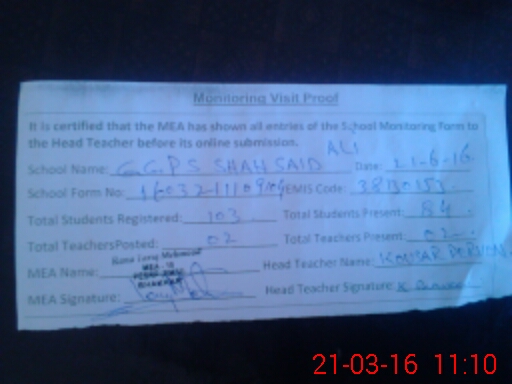 Monitoring Visit Proof
It is certified that the MEA has shown all entries of the School Monitoring Form to
the Head Teacher before its online submission.
School Name: G.G.P.S SHAH SAID ALI Date: 21-6-16
School Form No: EMIS Code:
Total Students Registered: 103 Total Students Present: 84
Total Teachers Posted: 02 Total Teachers Present: 02
MEA Name: Head Teacher Name: KOUSAR
MEA Signature: Head Teacher Signature: K
21-03-16 11:10